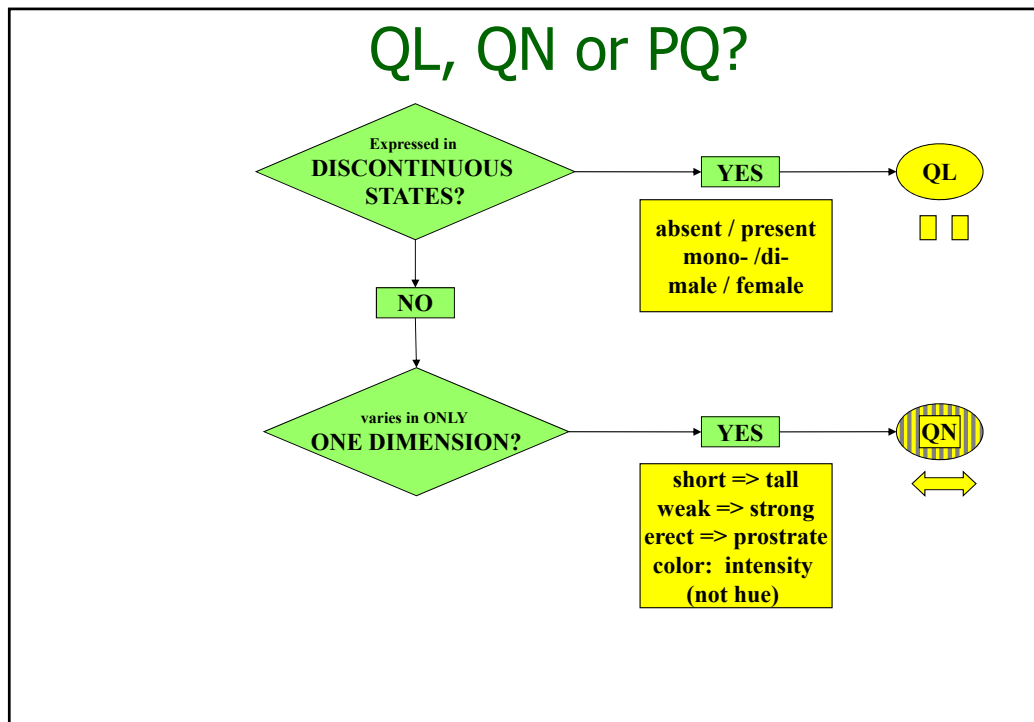 QL, QN or PQ?
Expressed in
DISCONTINUOUS
STATES?
YES
QL
absent / present
mono- /di-
male / female
NO
varies in ONLY
ONE DIMENSION?
YES
QN
short => tall
weak => strong
erect => prostrate
color: intensity
(not hue)